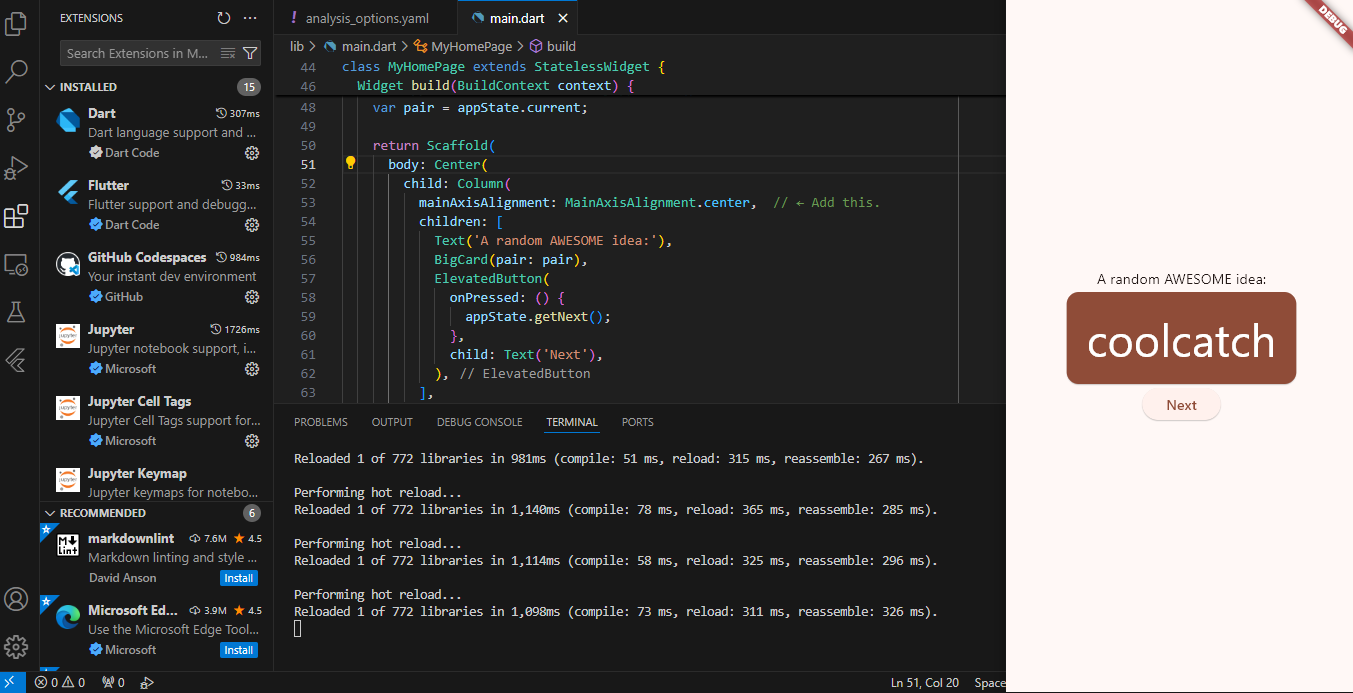 EXTENSIONS
Search Extensions in M...
INSTALLED 15
Dart 307ms
Dart language support and ...
Dart Code
Flutter 33ms
Flutter support and debugg...
Dart Code
GitHub Codespaces 984ms
Your instant dev environment
GitHub
Jupyter 1726ms
Jupyter notebook support, i...
Microsoft
Jupyter Cell Tags
Jupyter Cell Tags support for...
Microsoft
Jupyter Keymap
Jupyter keymaps for notebo...
RECOMMENDED 6
markdownlint 7.6M ★ 4.5
Markdown linting and style ...
David Anson Install
Microsoft Ed... 3.9M ★ 4.5
Use the Microsoft Edge Tool...
Microsoft Install
! analysis_options.yaml main.dart ×
lib > main.dart > MyHomePage > build
44 class MyHomePage extends StatelessWidget {
46 Widget build(BuildContext context) {
48 var pair = appState.current;
49
50 return Scaffold(
51 body: Center(
52 child: Column(
53 mainAxisAlignment: MainAxisAlignment.center, // ← Add this.
54 children: [
55 Text('A random AWESOME idea:'),
56 BigCard(pair: pair),
57 ElevatedButton(
58 onPressed: () {
59 appState.getNext();
60 },
61 child: Text('Next'),
62 ), // ElevatedButton
63 ],
PROBLEMS OUTPUT DEBUG CONSOLE TERMINAL PORTS
Reloaded 1 of 772 libraries in 981ms (compile: 51 ms, reload: 315 ms, reassemble: 267 ms).
Performing hot reload...
Reloaded 1 of 772 libraries in 1,140ms (compile: 78 ms, reload: 365 ms, reassemble: 285 ms).
Performing hot reload...
Reloaded 1 of 772 libraries in 1,114ms (compile: 58 ms, reload: 325 ms, reassemble: 296 ms).
Performing hot reload...
Reloaded 1 of 772 libraries in 1,098ms (compile: 73 ms, reload: 311 ms, reassemble: 326 ms).
0 0 0 Ln 51, Col 20 Space
DEBUG
A random AWESOME idea:
coolcatch
Next